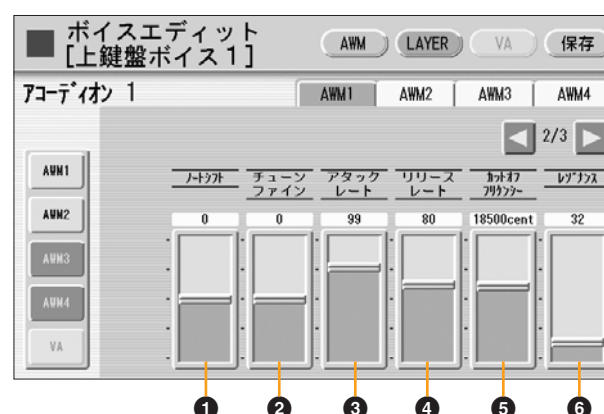 ボイスエディット
[上鍵盤ボイス1]
AWM LAYER VA 保存
アコーディオン 1
AWM1 AWM2 AWM3 AWM4
2/3
AWM1
AWM2
AWM3
AWM4
VA
ノートシフト チューンファイン アタックレート リリースレート カットオフフリケンシー レゾナンス
0 0 99 80 18500cent 32
1 2 3 4 5 6